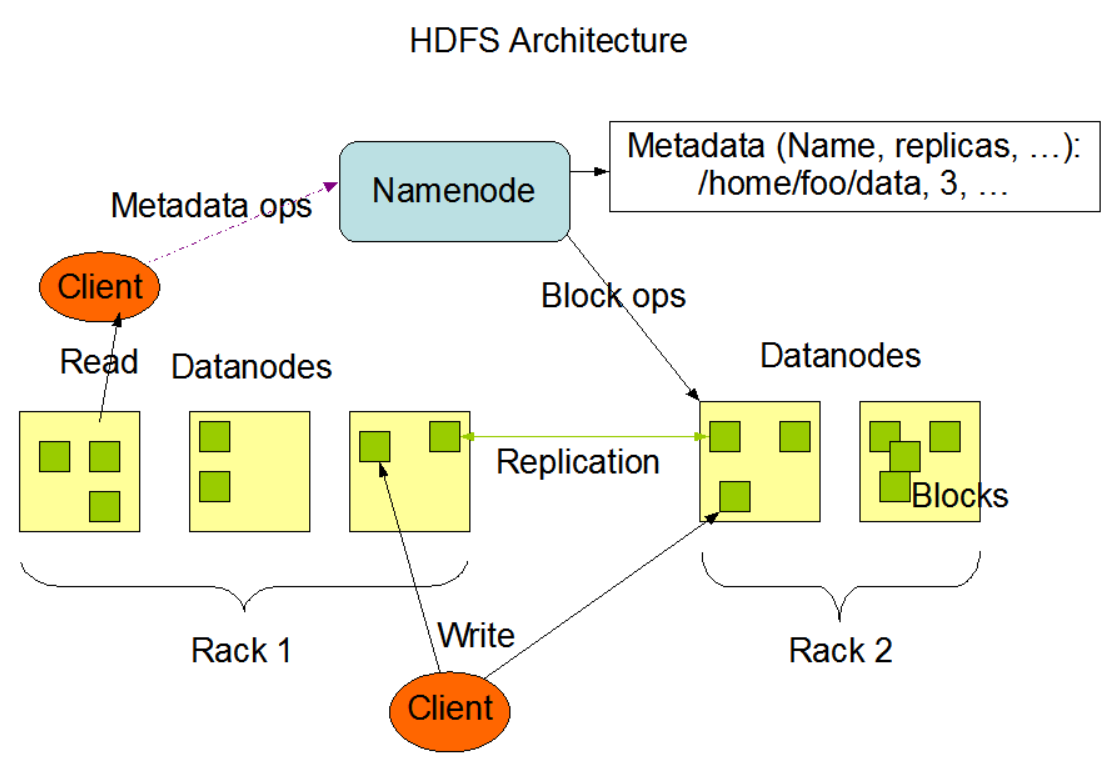 HDFS Architecture
Metadata (Name, replicas, ...):
/home/foo/data, 3, ...
Namenode
Metadata ops
Client
Block ops
Read
Datanodes
Datanodes
Replication
Blocks
Write
Rack 1
Rack 2
Client